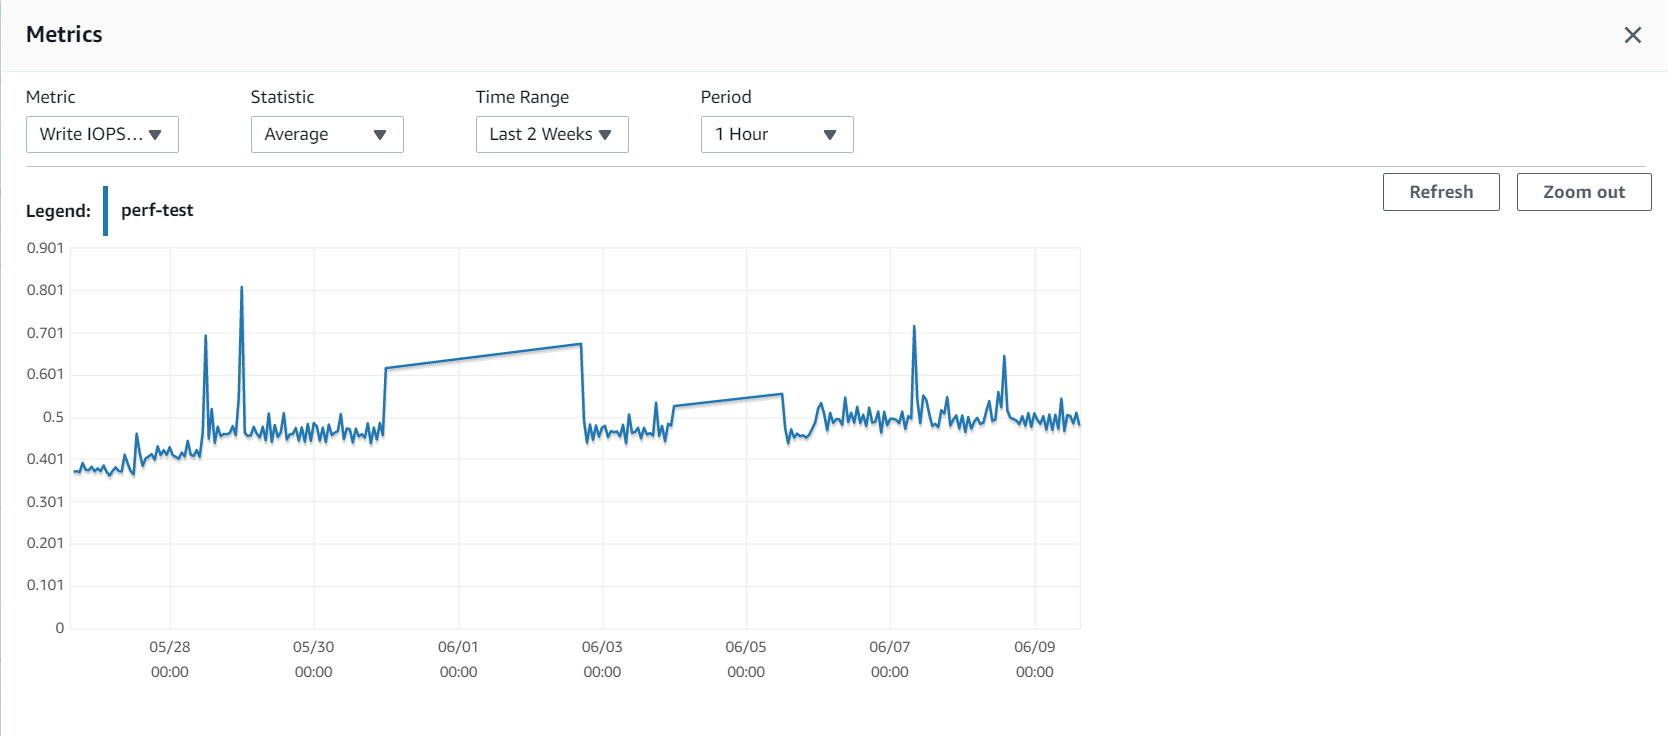 Metrics
Metric
Statistic
Time Range
Period
Write IOPS...
Average
Last 2 Weeks
1 Hour
Refresh
Zoom out
Legend:
perf-test
0.901
0.801
0.701
0.601
0.5
0.401
0.301
0.201
0.101
0
05/28
00:00
05/30
00:00
06/01
00:00
06/03
00:00
06/05
00:00
06/07
00:00
06/09
00:00